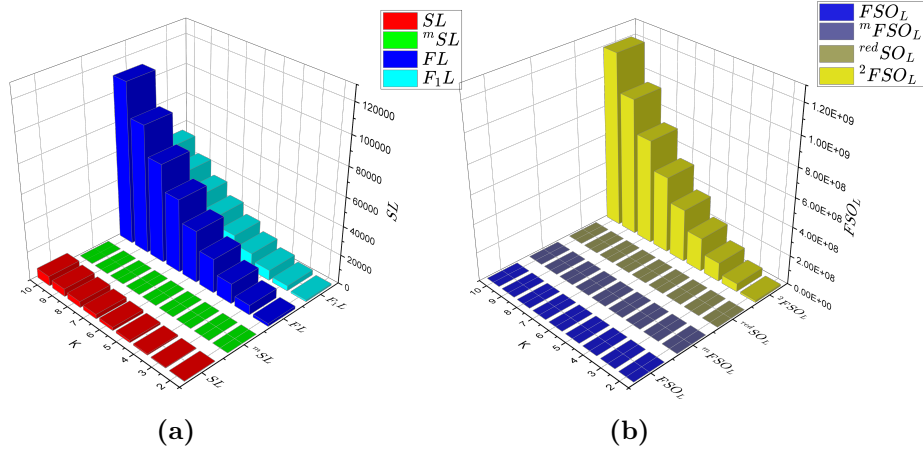 SL
^mSL
FL
F₁L
120000
100000
80000
60000
40000
20000
0
SL
10
9
8
7
6
5
4
3
2
K
SL
^mSL
FL
F₁L
(a)
FSO_L
^mFSO_L
^redSO_L
²FSO_L
1.20E+09
1.00E+09
8.00E+08
6.00E+08
4.00E+08
2.00E+08
0.00E+00
FSO_L
10
9
8
7
6
5
4
3
2
K
FSO_L
^mFSO_L
^redSO_L
²FSO_L
(b)